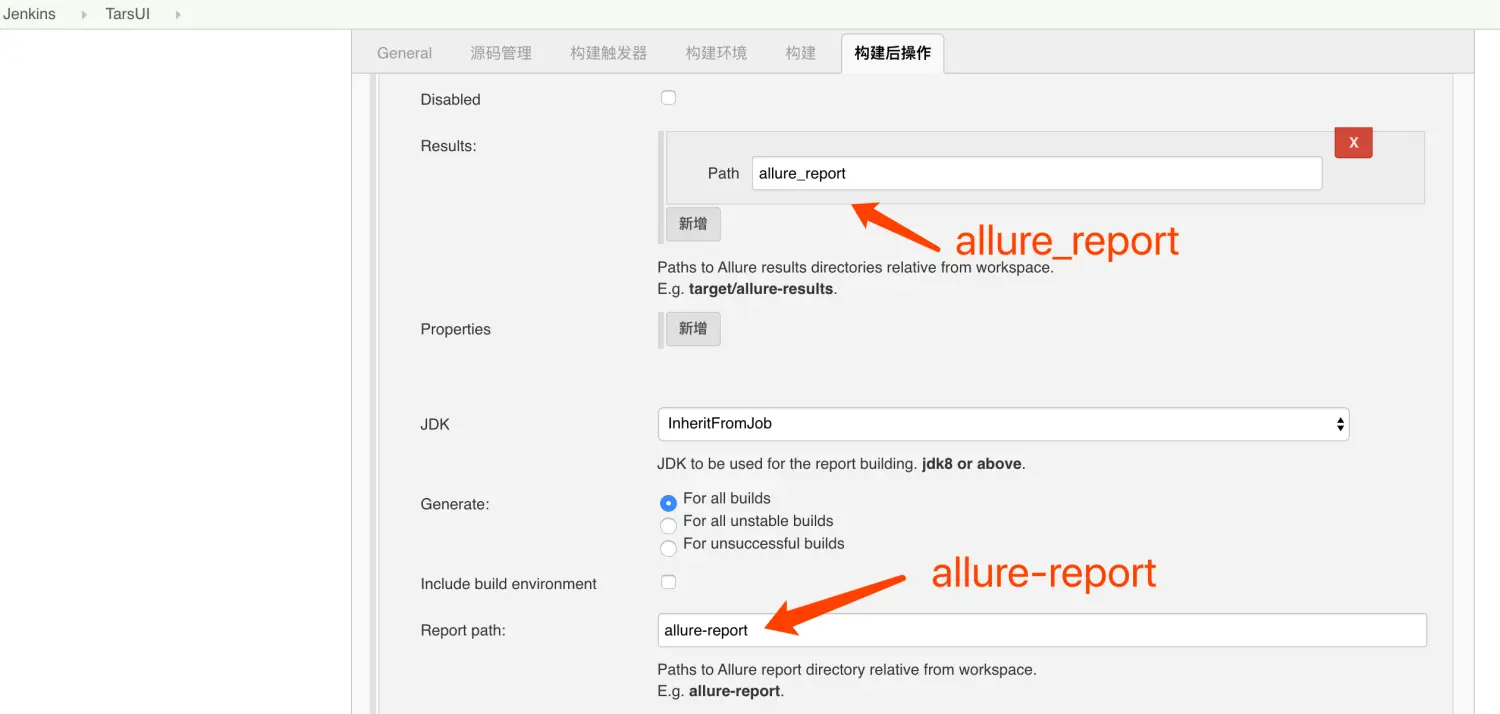 Jenkins TarsUI
General 源码管理 构建触发器 构建环境 构建 构建后操作
Disabled
Results:
X
Path allure_report
新增
allure_report
Paths to Allure results directories relative from workspace.
E.g. target/allure-results.
Properties 新增
JDK InheritFromJob
JDK to be used for the report building. jdk8 or above.
Generate: For all builds
For all unstable builds
For unsuccessful builds
allure-report
Include build environment
Report path: allure-report
Paths to Allure report directory relative from workspace.
E.g. allure-report.